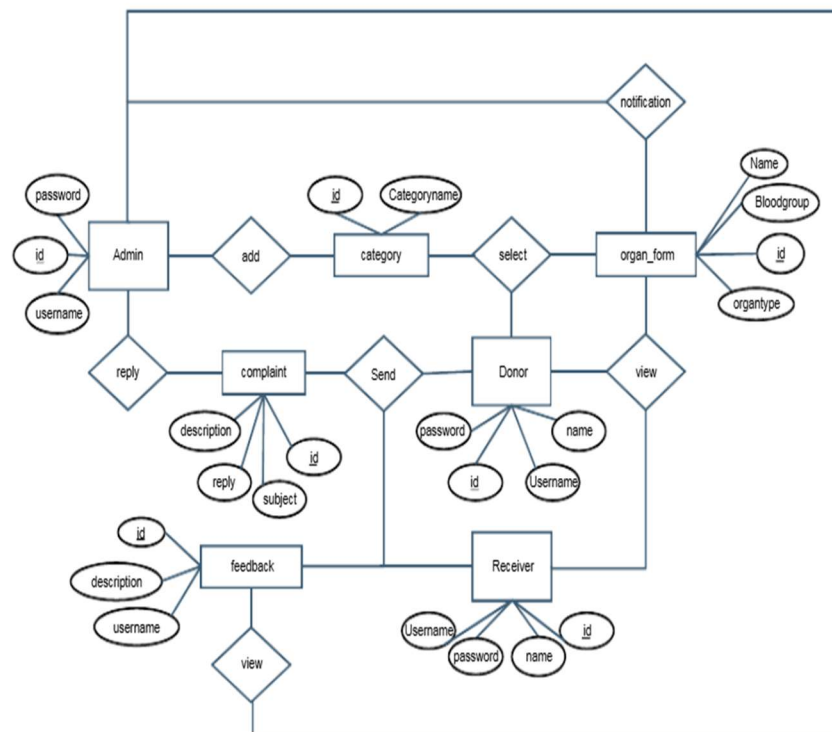 notification
Name
password
id
Categoryname
Bloodgroup
Admin
add
category
select
organ_form
id
id
username
organtype
reply
complaint
Send
Donor
view
description
password
name
id
reply
subject
id
Username
id
feedback
Receiver
description
username
Username
id
password
name
view